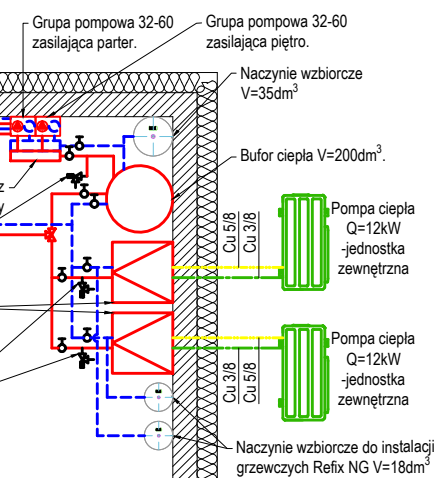 Grupa pompowa 32-60
zasilająca parter.
Grupa pompowa 32-60
zasilająca piętro.
Naczynie wzbiorcze
V=35dm³
z
y
Bufor ciepła V=200dm³.
Cu 5/8
Cu 3/8
Pompa ciepła
Q=12kW
-jednostka
zewnętrzna
Cu 3/8
Cu 5/8
Pompa ciepła
Q=12kW
-jednostka
zewnętrzna
Naczynie wzbiorcze do instalacji
grzewczych Refix NG V=18dm³